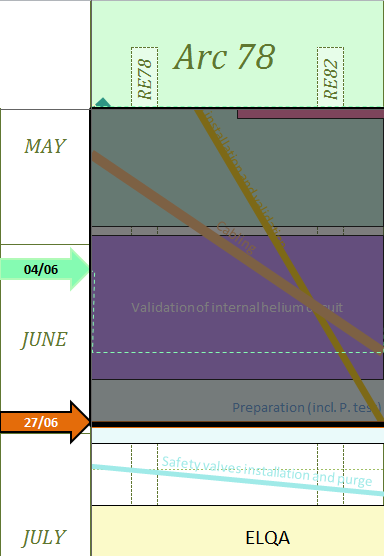 Arc 78
RE78
RE82
MAY
Cabling
04/06
Validation of internal helium circuit
JUNE
Preparation (incl. P. test)
27/06
Safety valves installation and purge
JULY
ELQA